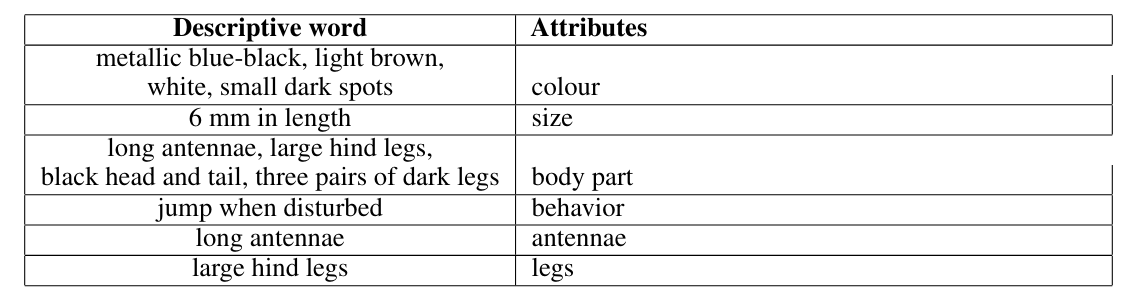 Descriptive word Attributes
metallic blue-black, light brown,
white, small dark spots colour
6 mm in length size
long antennae, large hind legs,
black head and tail, three pairs of dark legs body part
jump when disturbed behavior
long antennae antennae
large hind legs legs